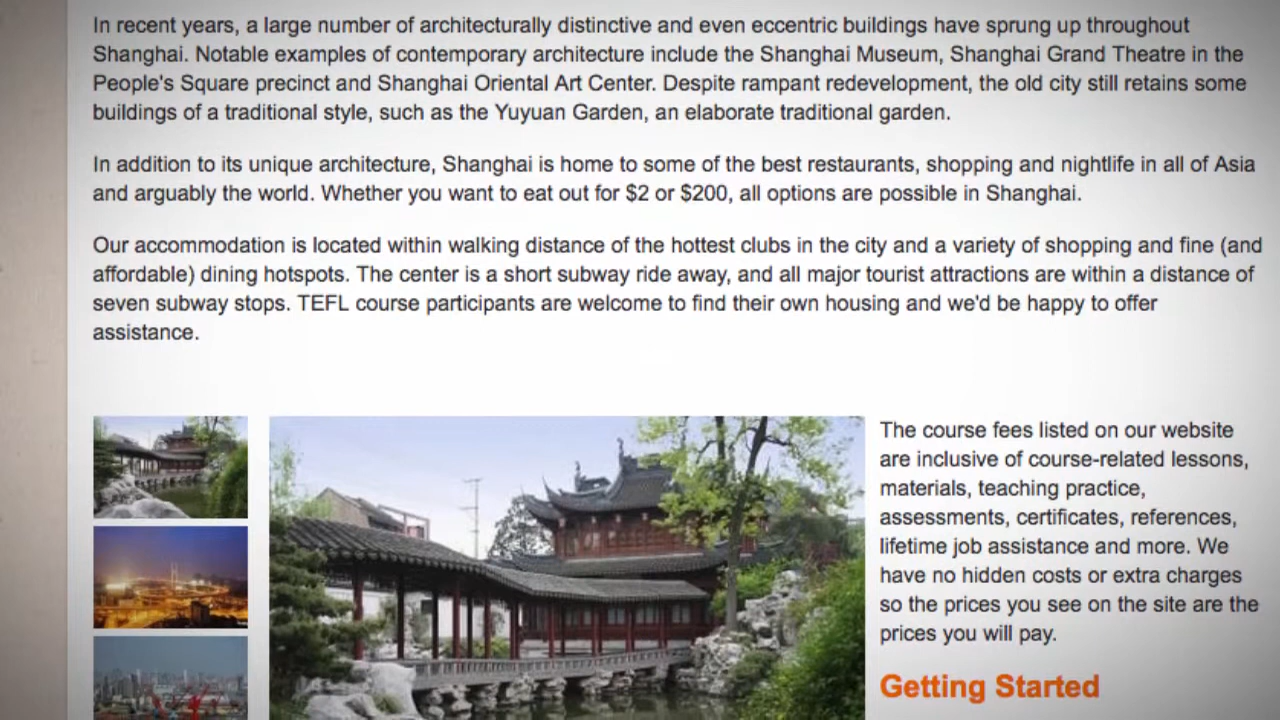 In recent years, a large number of architecturally distinctive and even eccentric buildings have sprung up throughout
Shanghai. Notable examples of contemporary architecture include the Shanghai Museum, Shanghai Grand Theatre in the
People's Square precinct and Shanghai Oriental Art Center. Despite rampant redevelopment, the old city still retains some
buildings of a traditional style, such as the Yuyuan Garden, an elaborate traditional garden.
In addition to its unique architecture, Shanghai is home to some of the best restaurants, shopping and nightlife in all of Asia
and arguably the world. Whether you want to eat out for $2 or $200, all options are possible in Shanghai.
Our accommodation is located within walking distance of the hottest clubs in the city and a variety of shopping and fine (and
affordable) dining hotspots. The center is a short subway ride away, and all major tourist attractions are within a distance of
seven subway stops. TEFL course participants are welcome to find their own housing and we'd be happy to offer
assistance.
The course fees listed on our website
are inclusive of course-related lessons,
materials, teaching practice,
assessments, certificates, references,
lifetime job assistance and more. We
have no hidden costs or extra charges
so the prices you see on the site are the
prices you will pay.
Getting Started